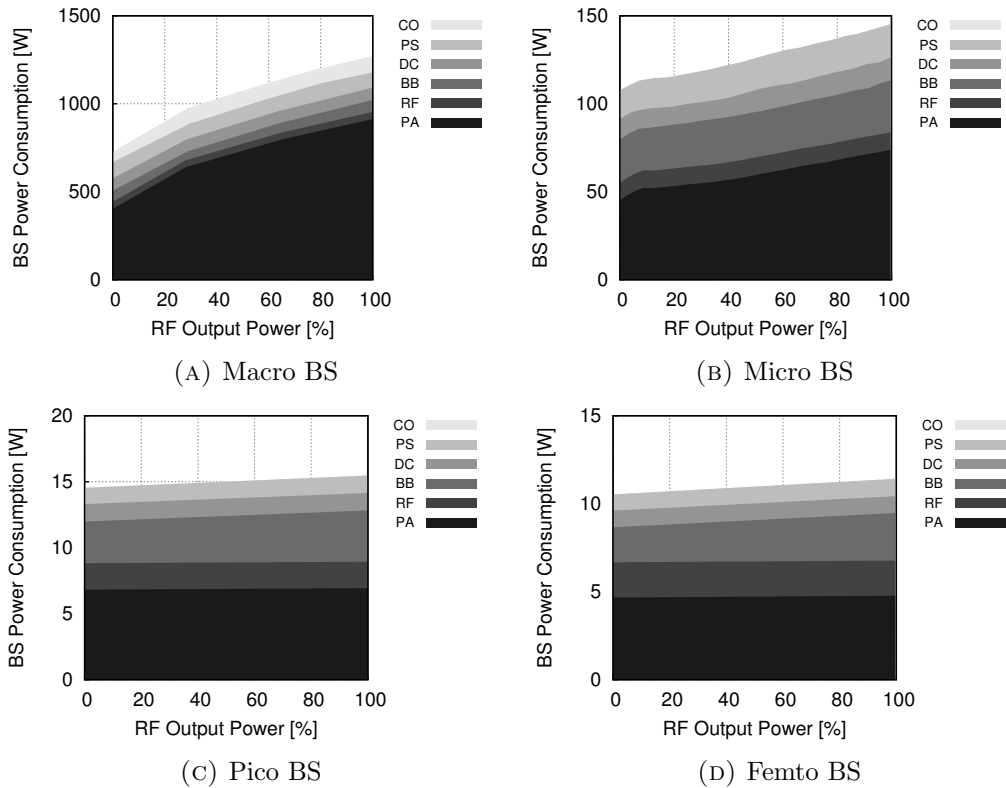 1500
1000
500
0
BS Power Consumption [W]
0 20 40 60 80 100
RF Output Power [%]
CO
PS
DC
BB
RF
PA
(A) Macro BS
150
100
50
0
BS Power Consumption [W]
0 20 40 60 80 100
RF Output Power [%]
CO
PS
DC
BB
RF
PA
(B) Micro BS
20
15
10
5
0
BS Power Consumption [W]
0 20 40 60 80 100
RF Output Power [%]
CO
PS
DC
BB
RF
PA
(C) Pico BS
15
10
5
0
BS Power Consumption [W]
0 20 40 60 80 100
RF Output Power [%]
CO
PS
DC
BB
RF
PA
(D) Femto BS